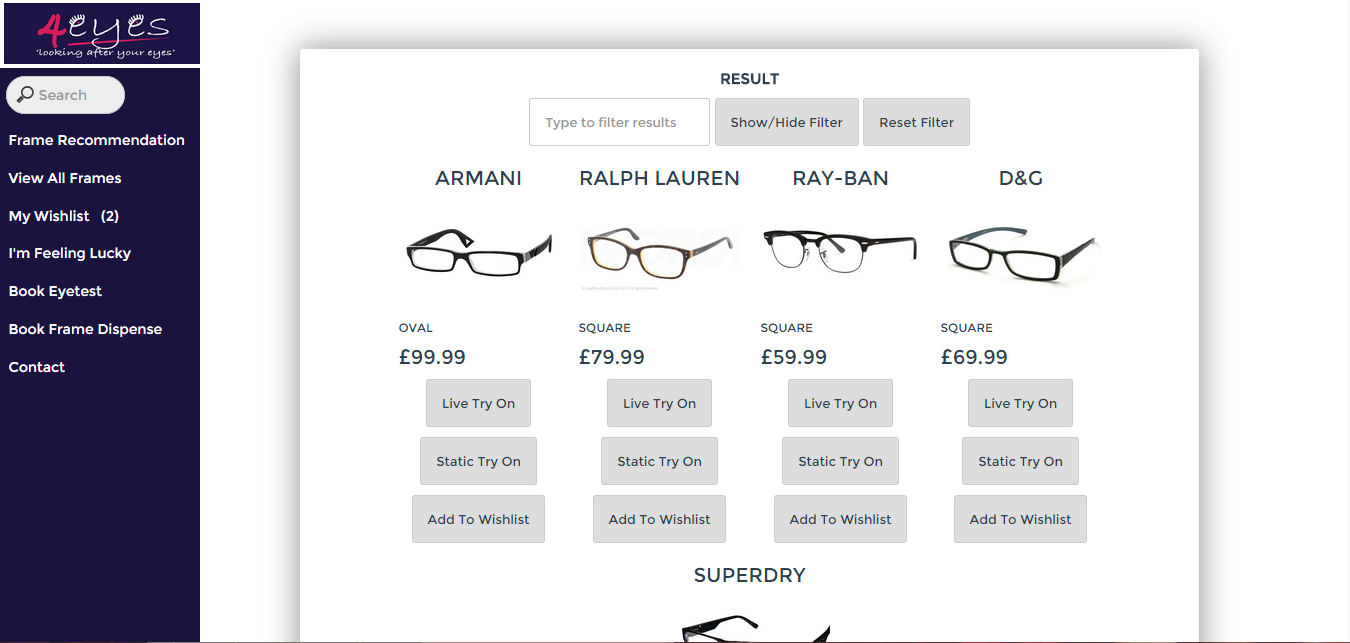 4eyes
'looking after your eyes'
Search
Frame Recommendation
View All Frames
My Wishlist (2)
I'm Feeling Lucky
Book Eyetest
Book Frame Dispense
Contact
RESULT
Type to filter results Show/Hide Filter Reset Filter
ARMANI RALPH LAUREN RAY-BAN D&G
OVAL SQUARE SQUARE SQUARE
£99.99 £79.99 £59.99 £69.99
Live Try On Live Try On Live Try On Live Try On
Static Try On Static Try On Static Try On Static Try On
Add To Wishlist Add To Wishlist Add To Wishlist Add To Wishlist
SUPERDRY